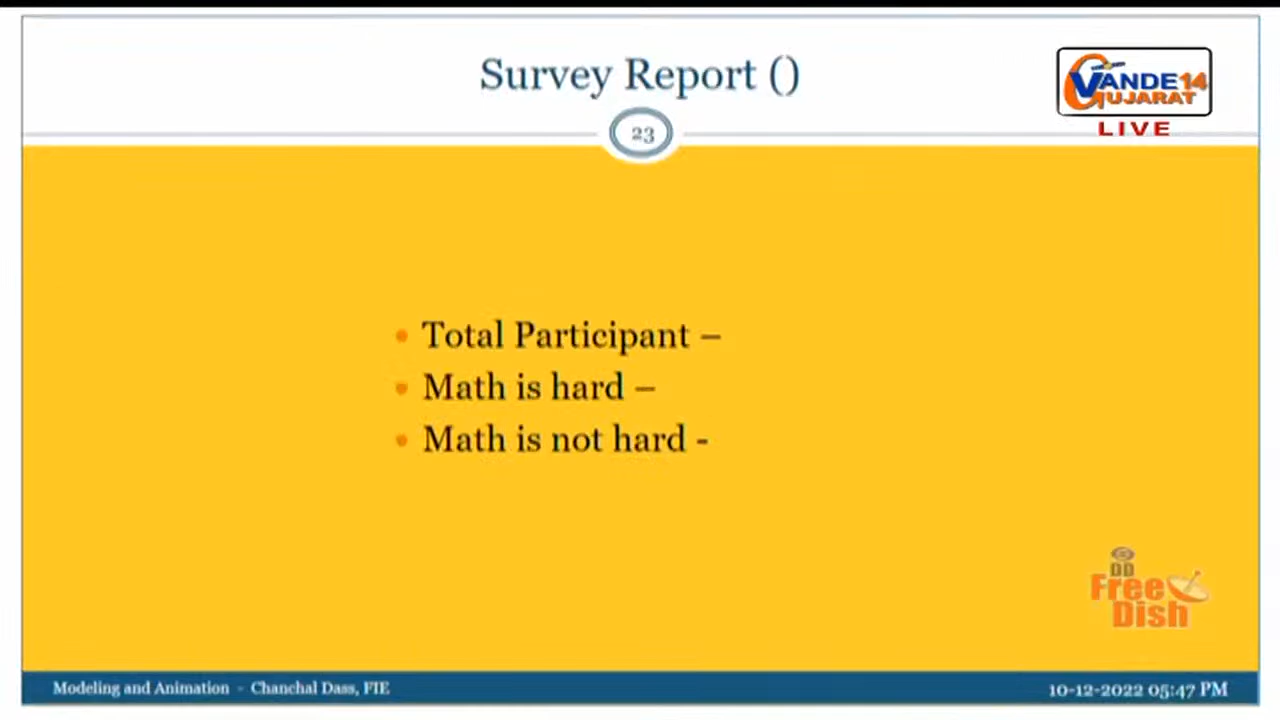 Survey Report ()
VANDE 14
GUJARAT
LIVE
23
• Total Participant –
• Math is hard –
• Math is not hard -
DD
Free
Dish
Modeling and Animation - Chanchal Dass, FIE
10-12-2022 05:47 PM